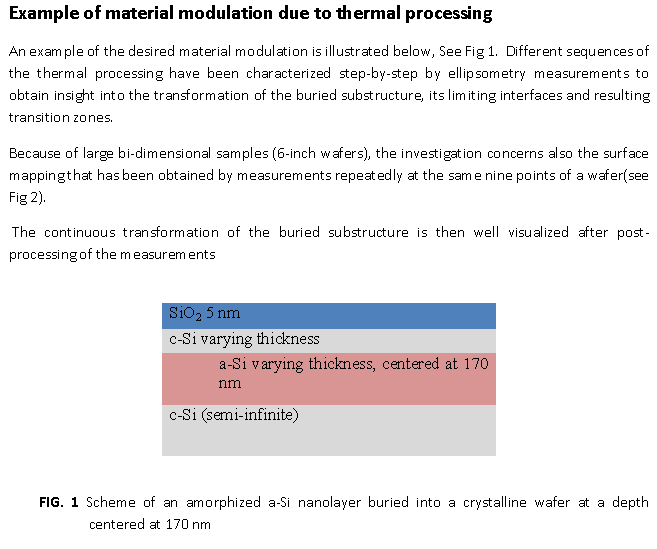 Example of material modulation due to thermal processing
An example of the desired material modulation is illustrated below, See Fig 1. Different sequences of
the thermal processing have been characterized step-by-step by ellipsometry measurements to
obtain insight into the transformation of the buried substructure, its limiting interfaces and resulting
transition zones.
Because of large bi-dimensional samples (6-inch wafers), the investigation concerns also the surface
mapping that has been obtained by measurements repeatedly at the same nine points of a wafer(see
Fig 2).
The continuous transformation of the buried substructure is then well visualized after post-
processing of the measurements
SiO₂ 5 nm
c-Si varying thickness
a-Si varying thickness, centered at 170
nm
c-Si (semi-infinite)
FIG. 1 Scheme of an amorphized a-Si nanolayer buried into a crystalline wafer at a depth
centered at 170 nm